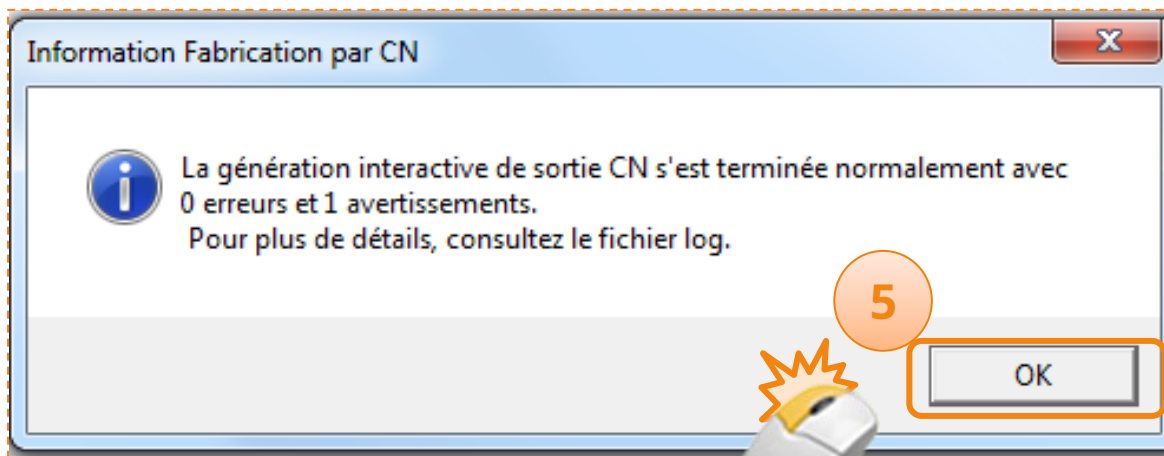 Information Fabrication par CN
La génération interactive de sortie CN s'est terminée normalement avec
0 erreurs et 1 avertissements.
Pour plus de détails, consultez le fichier log.
5
OK